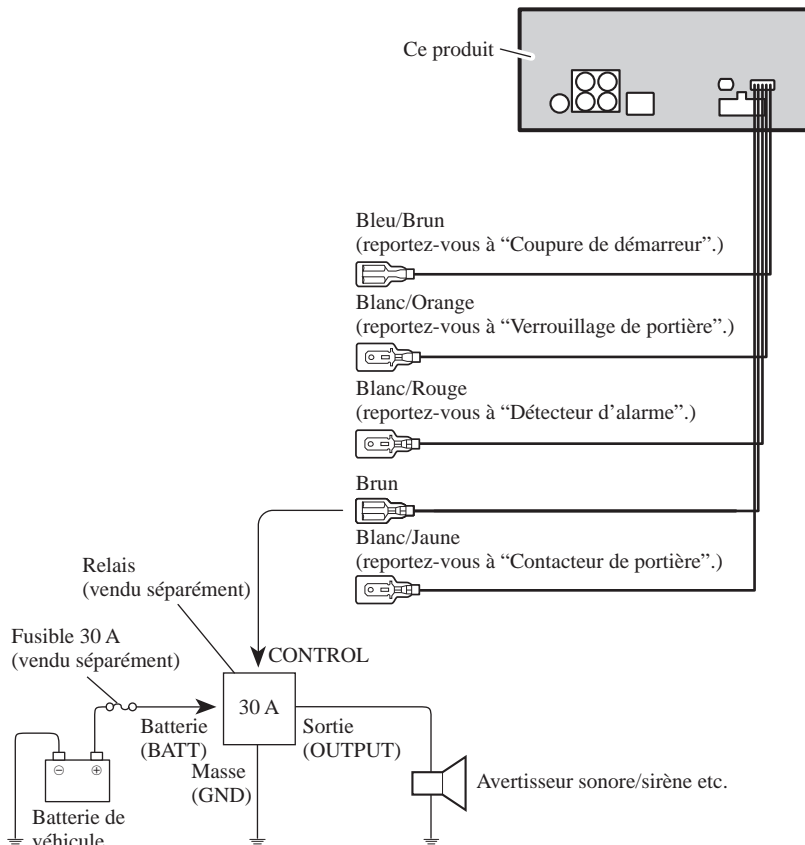 Ce produit
Bleu/Brun
(reportez-vous à “Coupure de démarreur”.)
Blanc/Orange
(reportez-vous à “Verrouillage de portière”.)
Blanc/Rouge
(reportez-vous à “Détecteur d’alarme”.)
Brun
Blanc/Jaune
(reportez-vous à “Contacteur de portière”.)
Relais
(vendu séparément)
Fusible 30 A
(vendu séparément)
CONTROL
30 A
Batterie
(BATT)
Sortie
(OUTPUT)
Masse
(GND)
⊖ ⊕
Avertisseur sonore/sirène etc.
Batterie de
véhicule